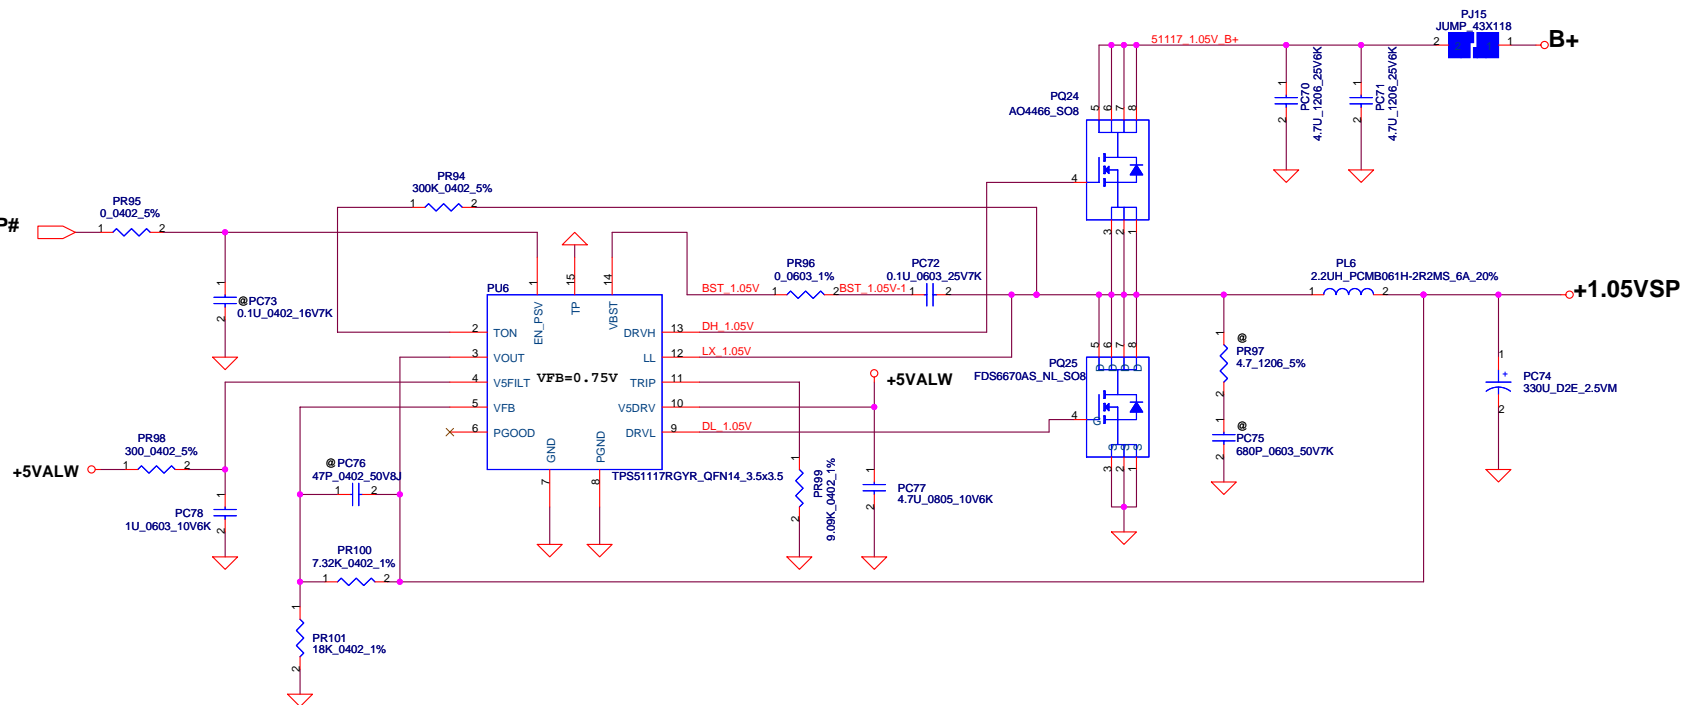 PJ15
JUMP_43X118
2 2 1 1
B+
51117_1.05V_B+
PQ24
AO4466_SO8
5 6 7 8
4
3 2 1
1
PC70
4.7U_1206_25V6K
2
1
PC71
4.7U_1206_25V6K
2
PR94
300K_0402_5%
1 2
P#
PR95
0_0402_5%
1 2
1
@PC73
0.1U_0402_16V7K
2
PU6
1 15 14
EN_PSV
TP
VBST
2 TON
3 VOUT
4 V5FILT
5 VFB
6 PGOOD
VFB=0.75V
DRVH 13
LL 12
TRIP 11
V5DRV 10
DRVL 9
GND
PGND
7 8
TPS51117RGYR_QFN14_3.5x3.5
BST_1.05V
PR96
0_0603_1%
1 2
BST_1.05V-1
PC72
0.1U_0603_25V7K
1 2
DH_1.05V
LX_1.05V
DL_1.05V
PL6
2.2UH_PCMB061H-2R2MS_6A_20%
1 2
+1.05VSP
PQ25
FDS6670AS_NL_SO8
5 6 7 8
D D D D
4
G
S S S
3 2 1
1
@
PR97
4.7_1206_5%
2
1
@
PC75
680P_0603_50V7K
2
1
+
PC74
330U_D2E_2.5VM
2
+5VALW
1
PC77
4.7U_0805_10V6K
2
1
PR99
9.09K_0402_1%
2
+5VALW
PR98
300_0402_5%
1 2
1
PC78
1U_0603_10V6K
2
@PC76
47P_0402_50V8J
1 2
PR100
7.32K_0402_1%
1 2
1
PR101
18K_0402_1%
2